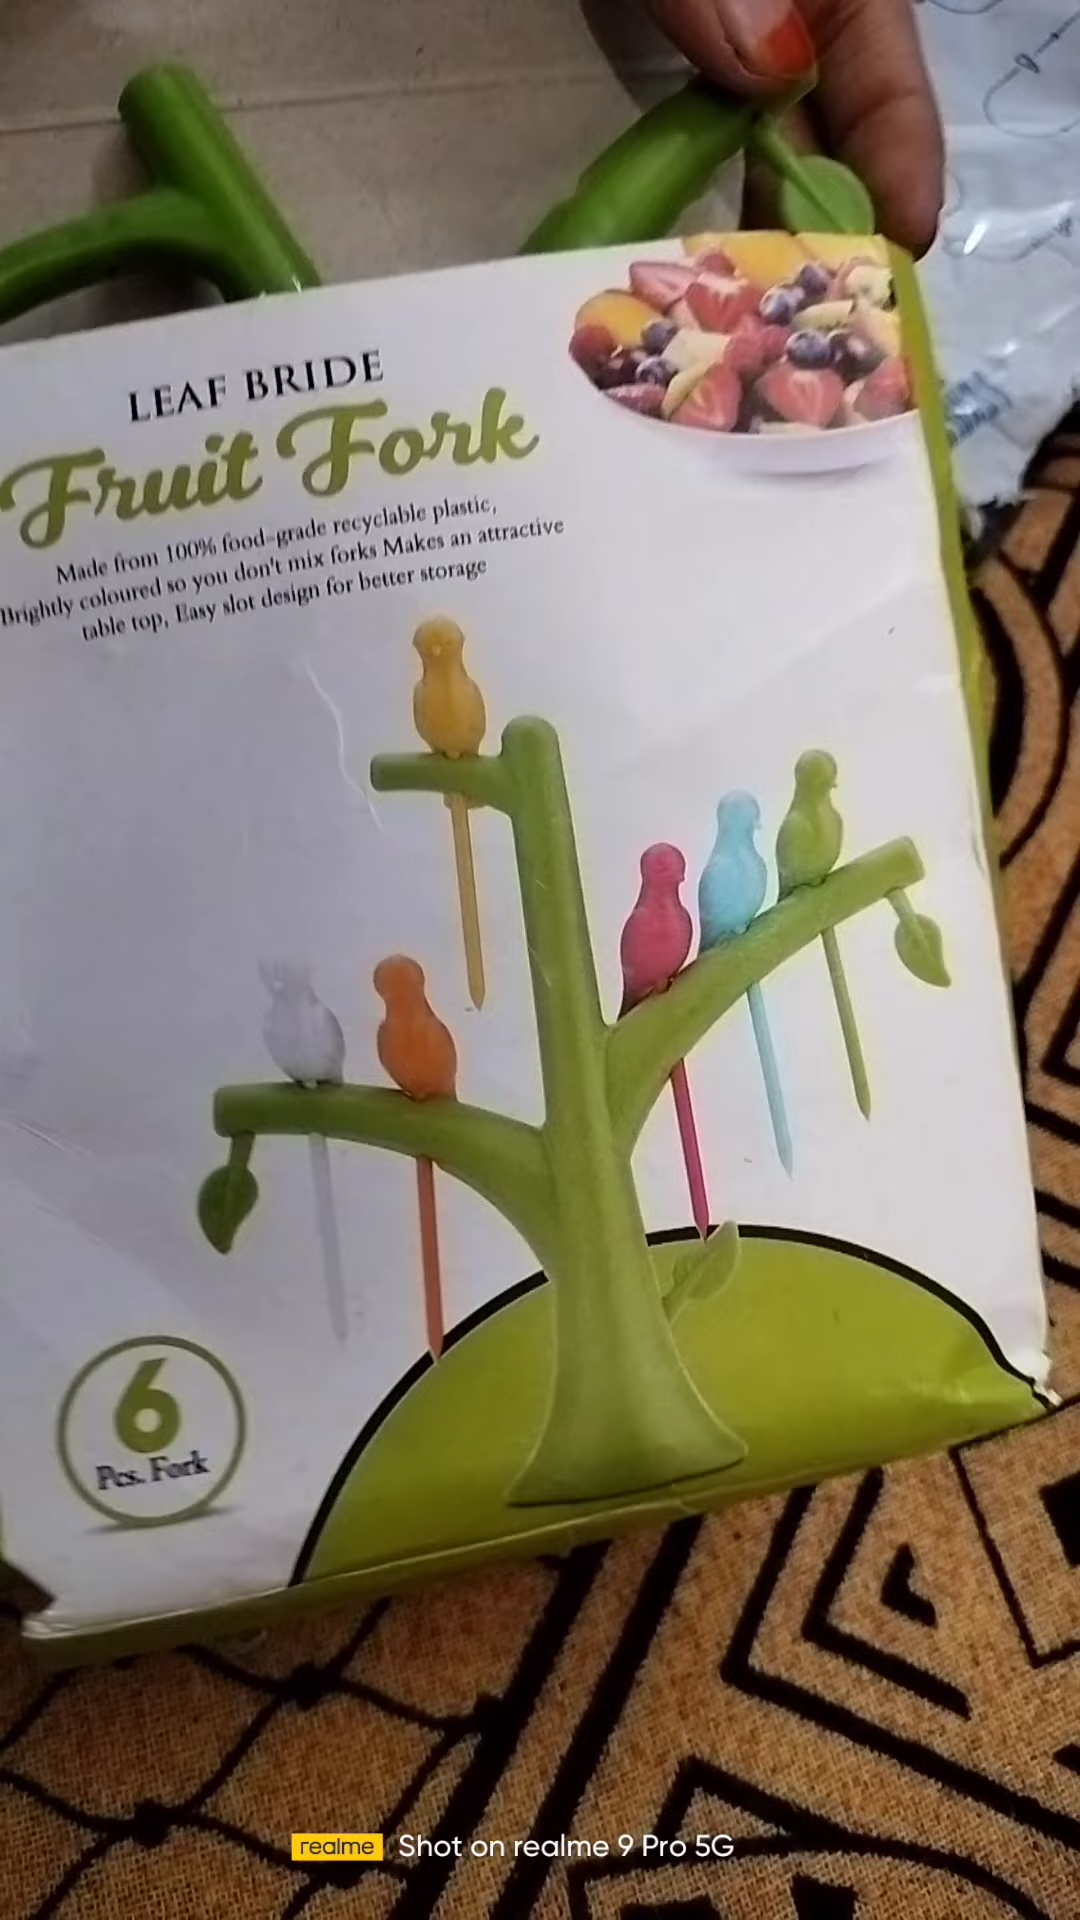 LEAF BRIDE
Fruit Fork
Made from 100% food-grade recyclable plastic,
Brightly coloured so you don't mix forks Makes an attractive
table top, Easy slot design for better storage
6
Pcs. Fork
realme Shot on realme 9 Pro 5G